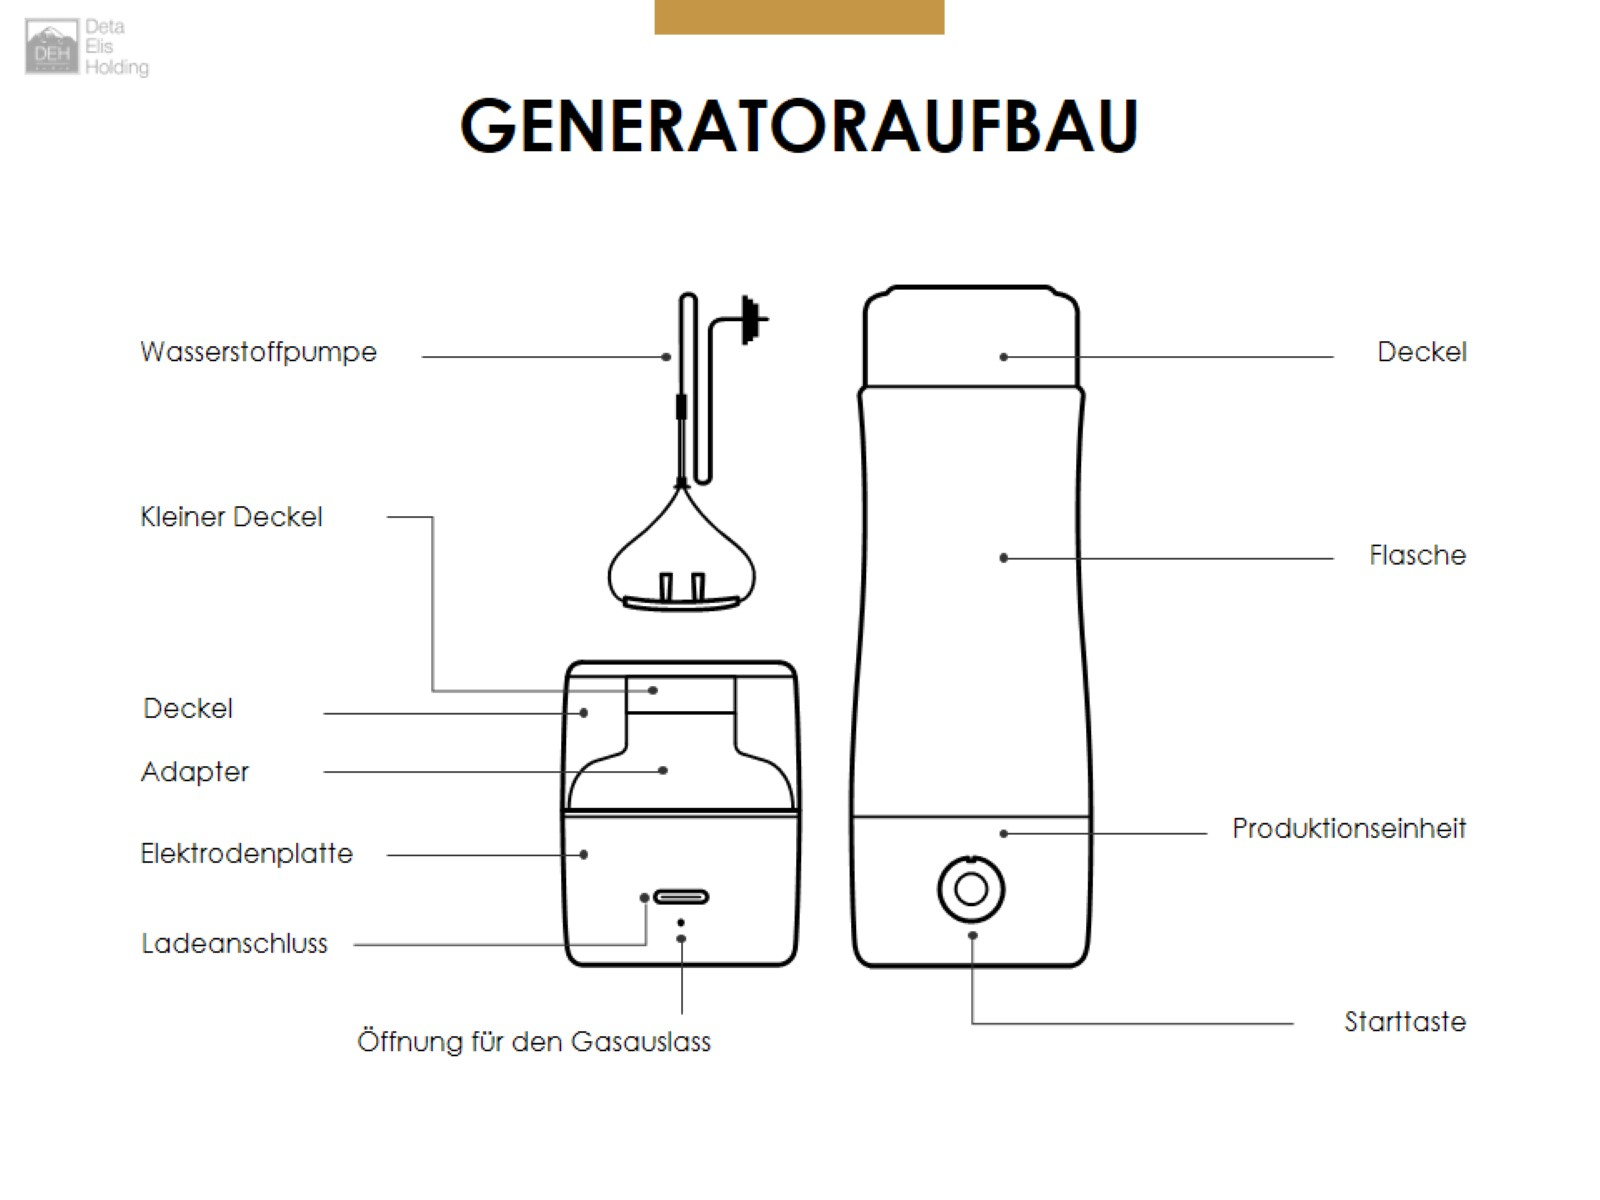 Deta
Elis
Holding
DEH
GENERATORAUFBAU
Wasserstoffpumpe
Kleiner Deckel
Deckel
Adapter
Elektrodenplatte
Ladeanschluss
Öffnung für den Gasauslass
Deckel
Flasche
Produktionseinheit
Starttaste